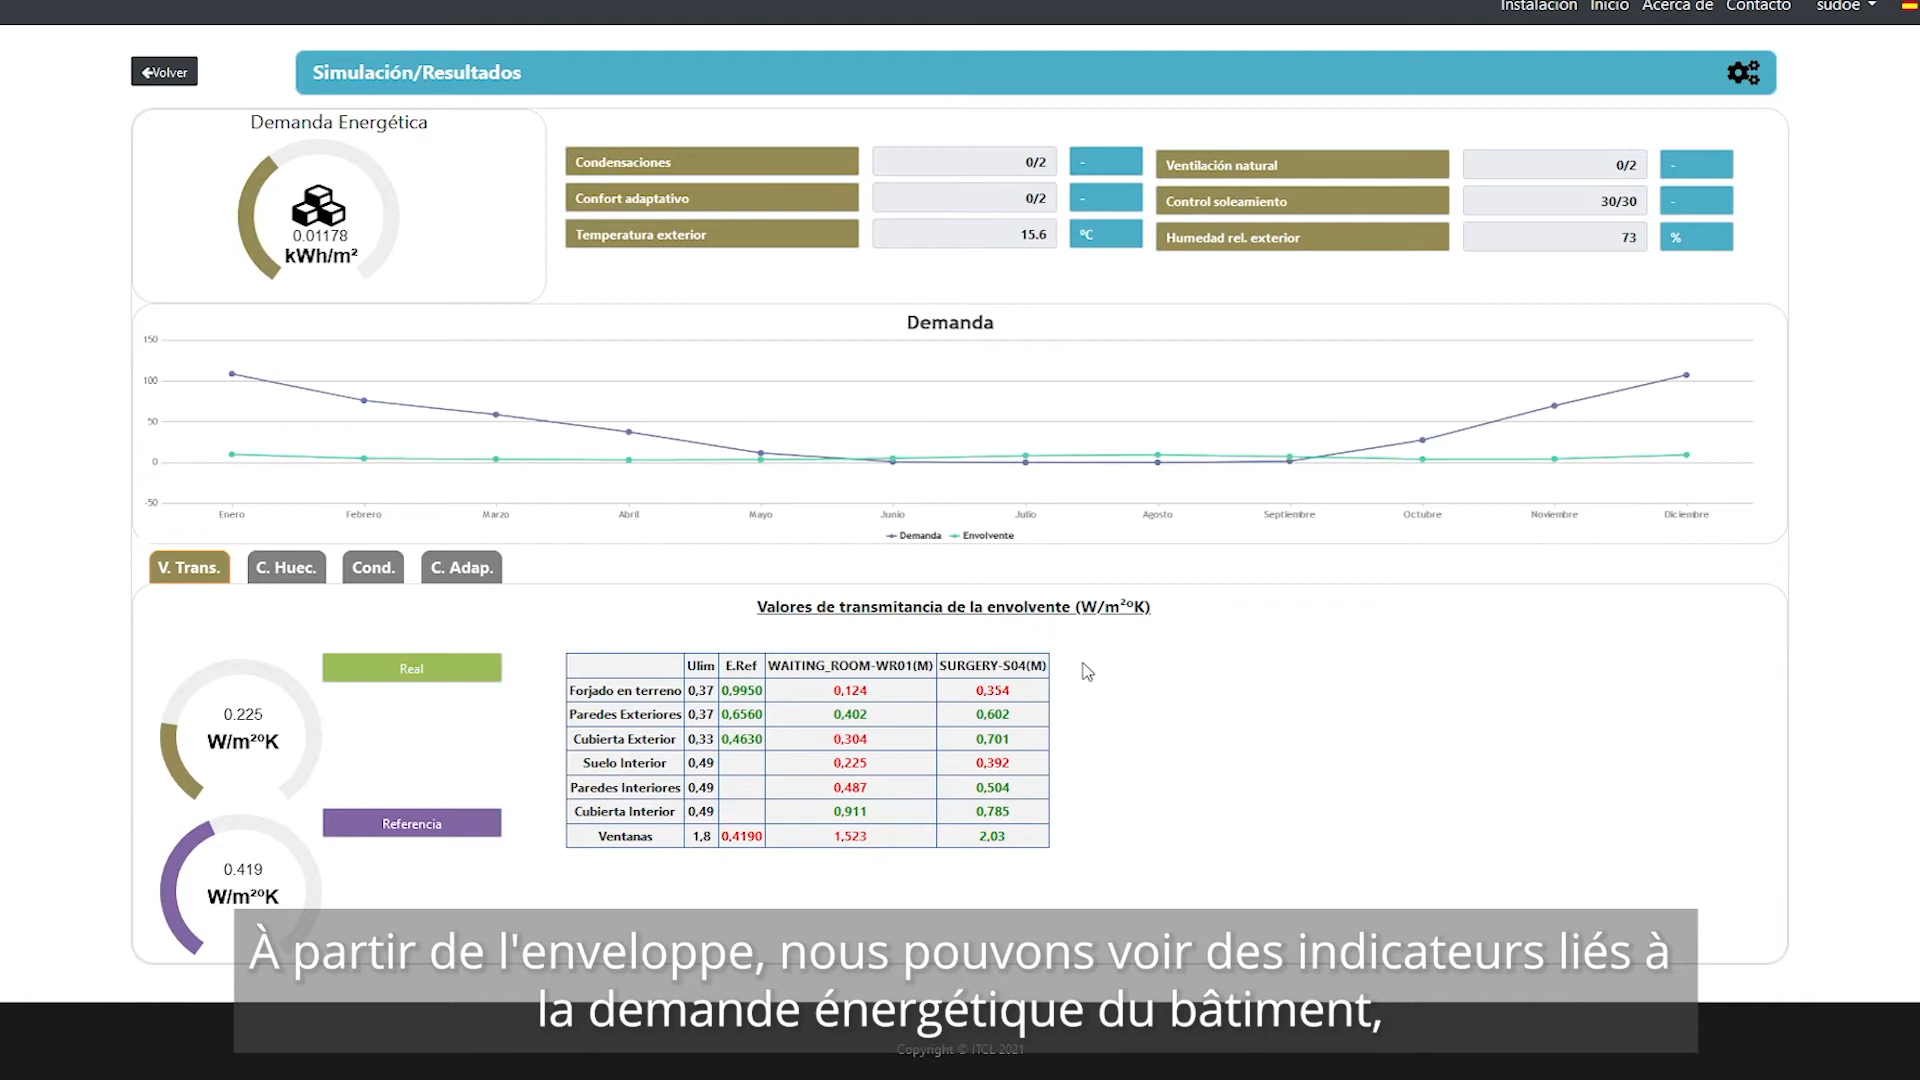 Instalación Inicio Acerca de Contacto sudoe
Volver
Simulación/Resultados
Demanda Energética
0.01178
kWh/m²
Condensaciones 0/2 -
Confort adaptativo 0/2 -
Temperatura exterior 15.6 ºC
Ventilación natural 0/2 -
Control soleamiento 30/30 -
Humedad rel. exterior 73 %
Demanda
150
100
50
0
-50
Enero Febrero Marzo Abril Mayo Junio Julio Agosto Septiembre Octubre Noviembre Diciembre
Demanda Envolvente
V. Trans. C. Huec. Cond. C. Adap.
Valores de transmitancia de la envolvente (W/m²ºK)
Real
0.225
W/m²ºK
Referencia
0.419
W/m²ºK
Ulim E.Ref WAITING_ROOM-WR01(M) SURGERY-S04(M)
Forjado en terreno 0,37 0,9950 0,124 0,354
Paredes Exteriores 0,37 0,6560 0,402 0,602
Cubierta Exterior 0,33 0,4630 0,304 0,701
Suelo Interior 0,49 0,225 0,392
Paredes Interiores 0,49 0,487 0,504
Cubierta Interior 0,49 0,911 0,785
Ventanas 1,8 0,4190 1,523 2,03
À partir de l'enveloppe, nous pouvons voir des indicateurs liés à
la demande énergétique du bâtiment,
Copyright © ITCL 2021